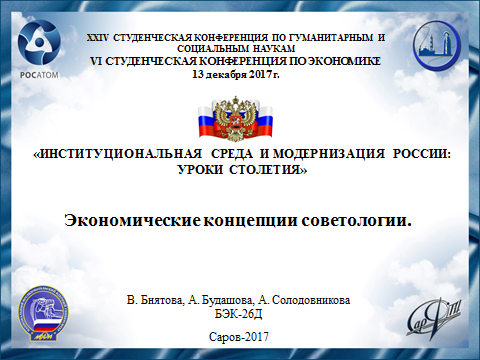 XXIV СТУДЕНЧЕСКАЯ КОНФЕРЕНЦИЯ ПО ГУМАНИТАРНЫМ И
СОЦИАЛЬНЫМ НАУКАМ
VI СТУДЕНЧЕСКАЯ КОНФЕРЕНЦИЯ ПО ЭКОНОМИКЕ
13 декабря 2017 г.
РОСАТОМ
«ИНСТИТУЦИОНАЛЬНАЯ СРЕДА И МОДЕРНИЗАЦИЯ РОССИИ:
УРОКИ СТОЛЕТИЯ»
Экономические концепции советологии.
В. Бнятова, А. Будашова, А. Солодовникова
БЭК-26Д
Саров-2017